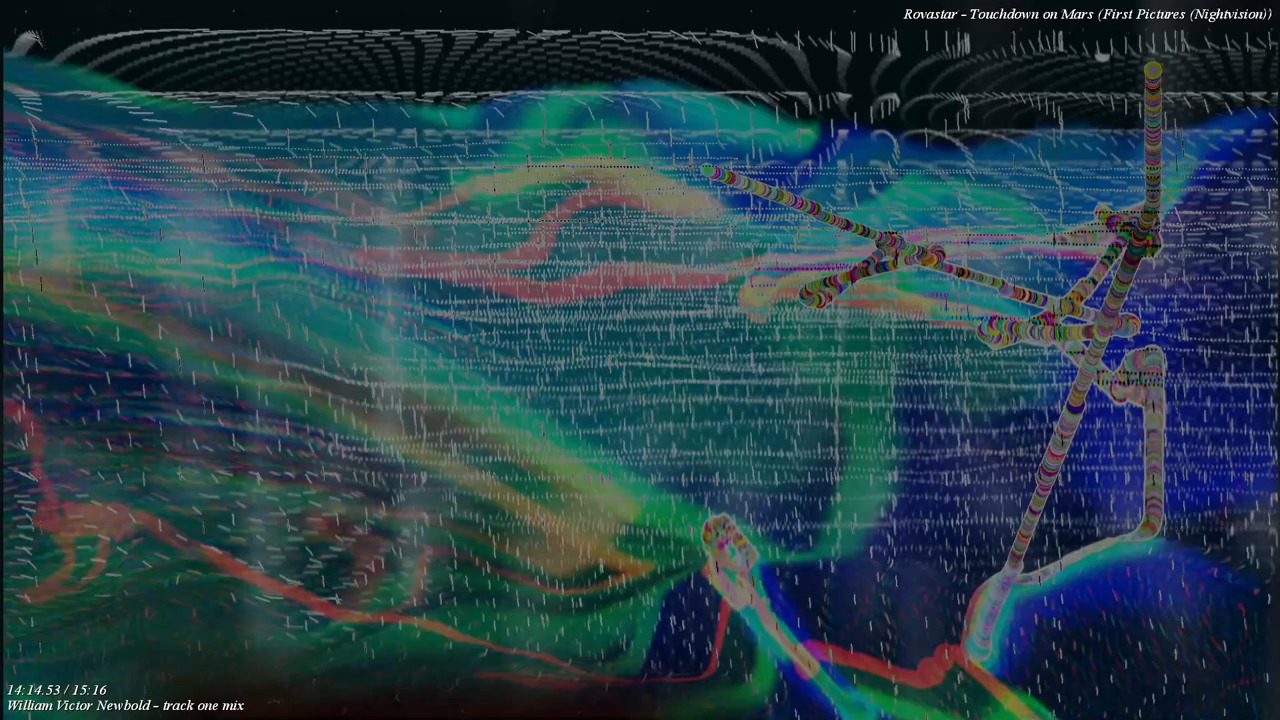 Rovastar - Touchdown on Mars (First Pictures (Nightvision))
14:14.53 / 15:16
William Victor Newbold - track one mix